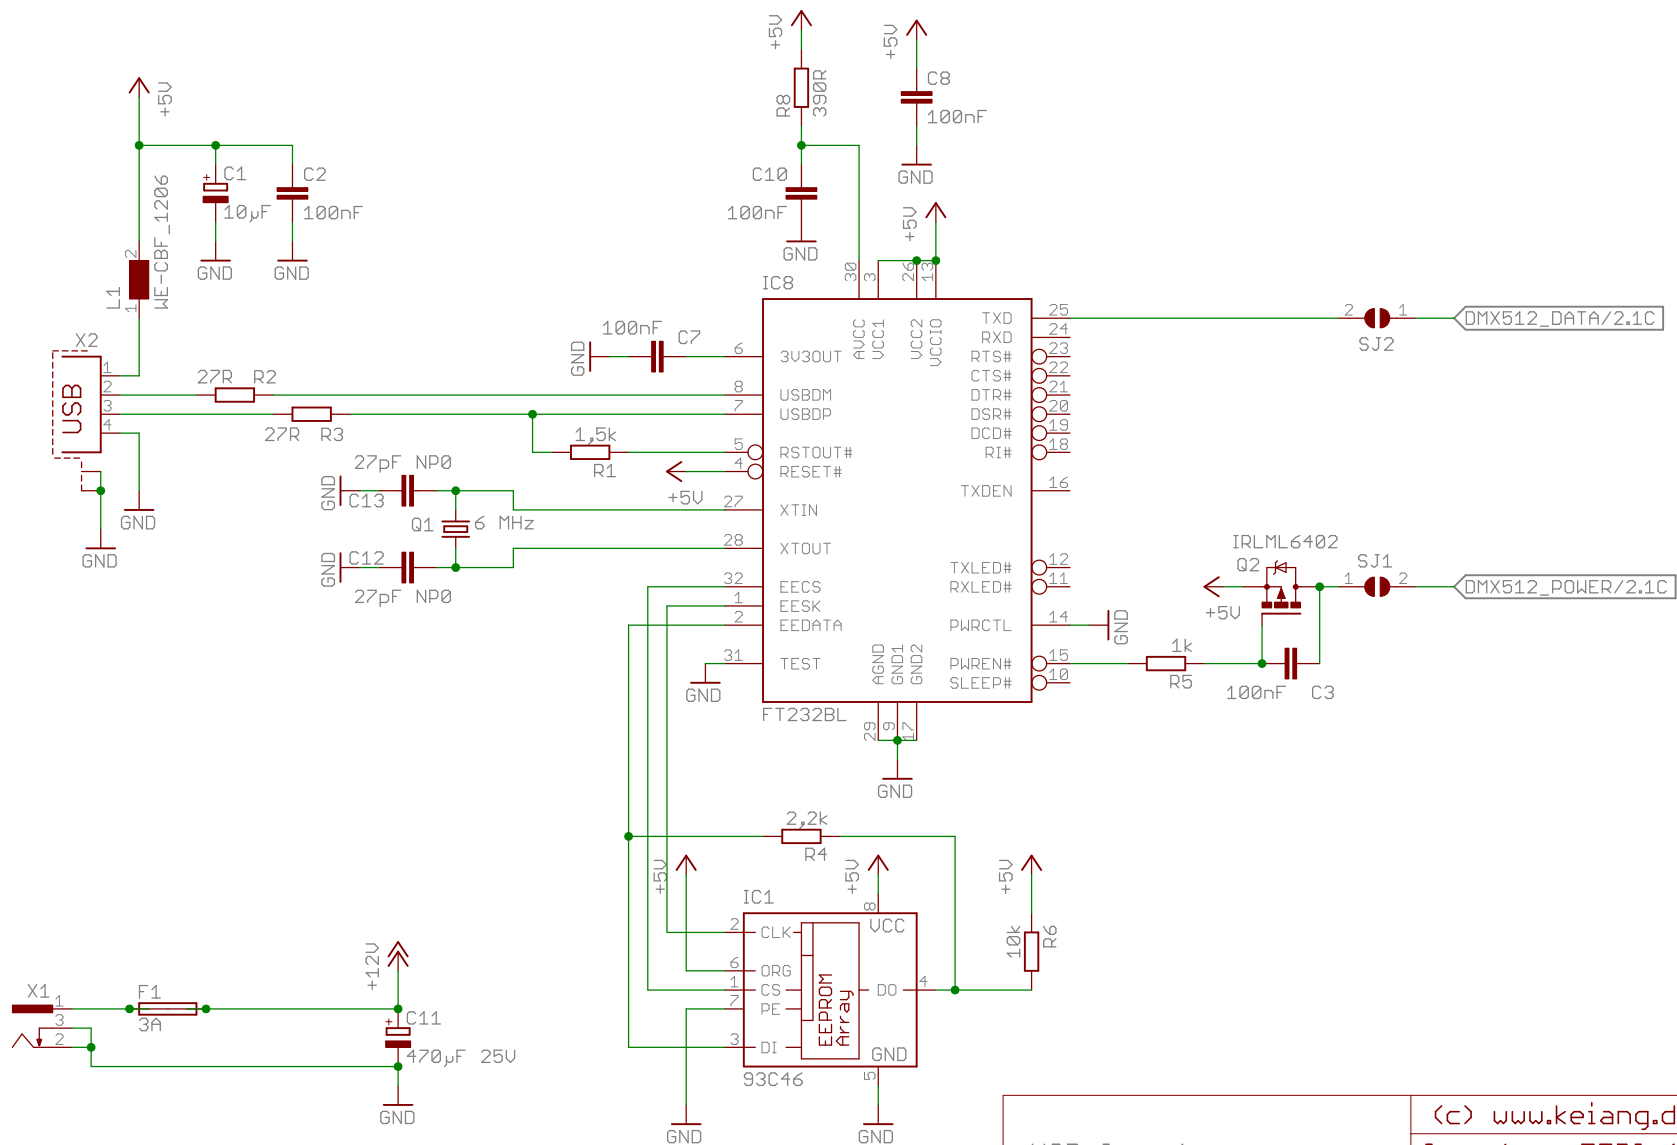 +5V
+5V
+5V
R8
390R
C8
100nF
GND
C1
10µF
C2
100nF
GND
GND
L1
WE-CBF_1206
2
1
C10
100nF
GND
+5V
30
3
26
13
IC8
AVCC
VCC1
VCC2
VCCIO
X2
USB
1
2
3
4
GND
GND
27R R2
27R R3
GND
100nF
C7
6 3V3OUT
8 USBDM
7 USBDP
1,5k
R1
5 RSTOUT#
4 RESET#
+5V
27pF NP0
GND
C13
Q1
6 MHz
GND
C12
27pF NP0
27 XTIN
28 XTOUT
32 EECS
1 EESK
2 EEDATA
31 TEST
GND
TXD 25
RXD 24
RTS# 23
CTS# 22
DTR# 21
DSR# 20
DCD# 19
RI# 18
TXDEN 16
TXLED# 12
RXLED# 11
PWRCTL 14
GND
PWREN# 15
SLEEP# 10
AGND
GND1
GND2
FT232BL
29
9
17
GND
2 1
SJ2
DMX512_DATA/2.1C
IRLML6402
Q2
+5V
SJ1
1 2
DMX512_POWER/2.1C
1k
R5
100nF C3
2,2k
R4
+5V
+5V
+5V
IC1
2 CLK
6 ORG
1 CS
7 PE
3 DI
EEPROM
Array
8
VCC
DO 4
GND
5
93C46
10k
R6
GND
GND
X1
1
3
2
F1
3A
+12V
C11
470µF 25V
GND
(c) www.keiang.d